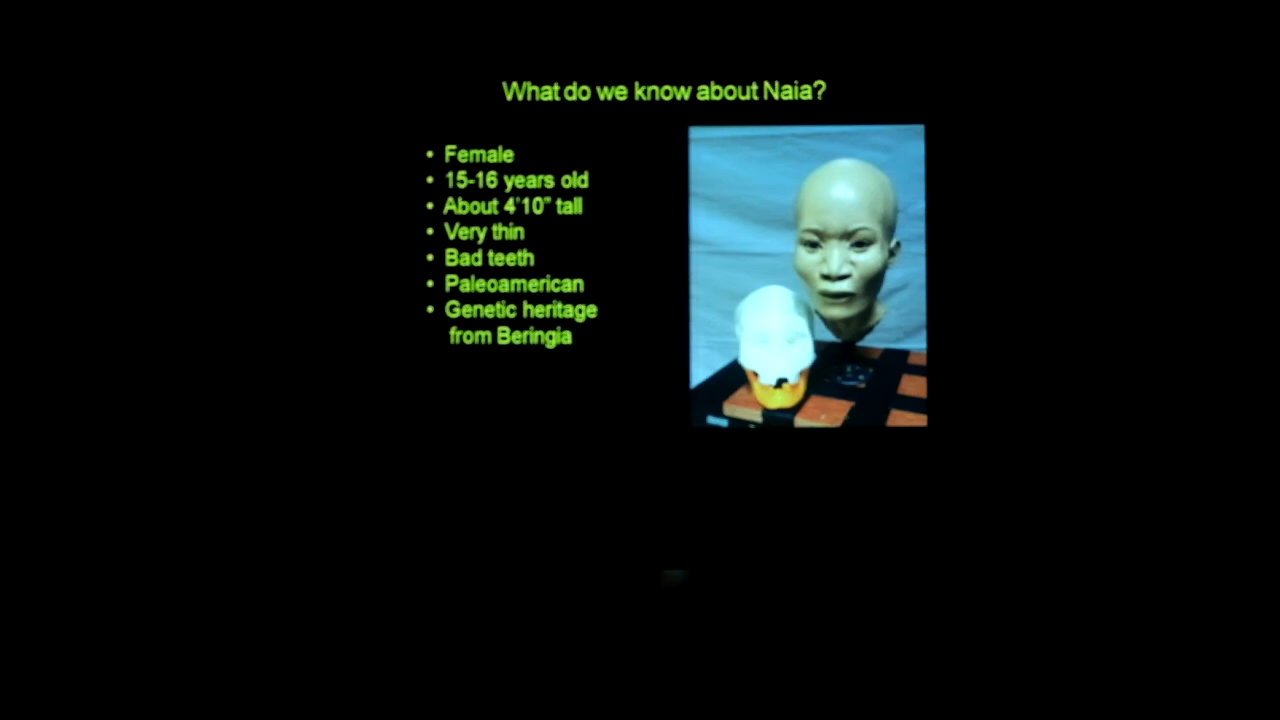 What do we know about Naia?
• Female
• 15-16 years old
• About 4'10" tall
• Very thin
• Bad teeth
• Paleoamerican
• Genetic heritage
from Beringia